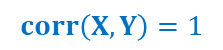 corr(X,Y) = 1